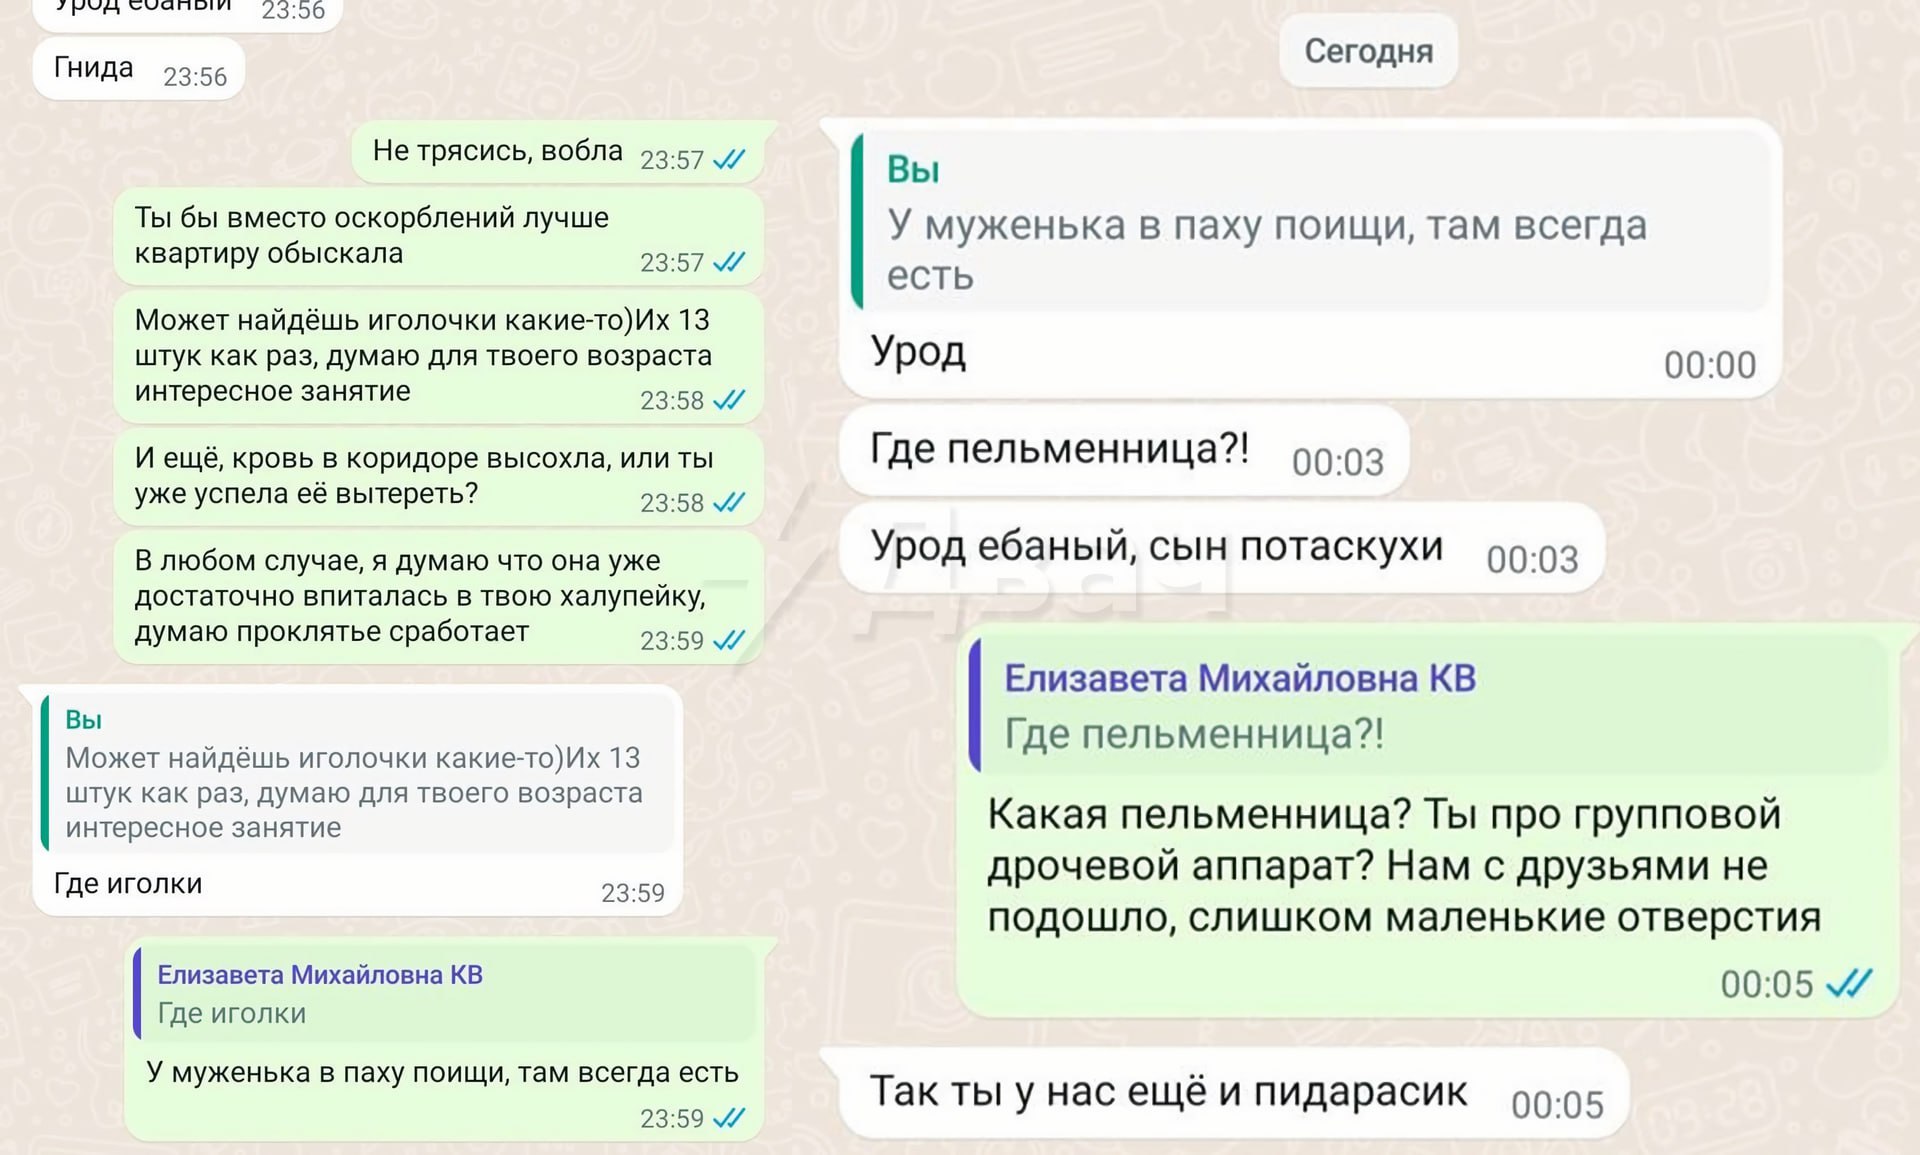 Урод ебаный 23:56
Гнида 23:56
Не трясись, вобла 23:57
Ты бы вместо оскорблений лучше
квартиру обыскала 23:57
Может найдёшь иголочки какие-то)Их 13
штук как раз, думаю для твоего возраста
интересное занятие 23:58
И ещё, кровь в коридоре высохла, или ты
уже успела её вытереть? 23:58
В любом случае, я думаю что она уже
достаточно впиталась в твою халупейку,
думаю проклятье сработает 23:59
Вы
Может найдёшь иголочки какие-то)Их 13
штук как раз, думаю для твоего возраста
интересное занятие
Где иголки 23:59
Елизавета Михайловна КВ
Где иголки
У муженька в паху поищи, там всегда есть
23:59
Сегодня
Вы
У муженька в паху поищи, там всегда
есть
Урод 00:00
Где пельменница?! 00:03
Урод ебаный, сын потаскухи 00:03
Двач
Елизавета Михайловна КВ
Где пельменница?!
Какая пельменница? Ты про групповой
дрочевой аппарат? Нам с друзьями не
подошло, слишком маленькие отверстия
00:05
Так ты у нас ещё и пидарасик 00:05